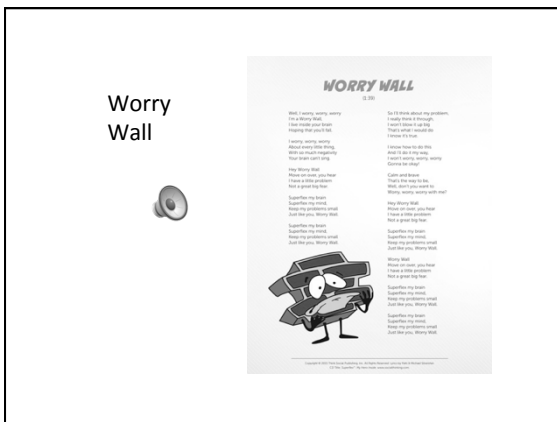 Worry
Wall
WORRY WALL
(1:39)
Well, I worry, worry, worry
I'm a Worry Wall,
I live inside your brain
Hoping that you'll fall.
I worry, worry, worry
About every little thing,
With so much negativity
Your brain can't sing.
Hey Worry Wall
Move on over, you hear
I have a little problem
Not a great big fear.
Superflex my brain
Superflex my mind,
Keep my problems small
Just like you, Worry Wall.
Superflex my brain
Superflex my mind,
Keep my problems small
Just like you, Worry Wall.
So I'll think about my problem,
I really think it through,
I won't blow it up big
That's what I would do
I know it's true.
I know how to do this
And I'll do it my way,
I won't worry, worry, worry
Gonna be okay!
Calm and brave
That's the way to be.
Well, don't you want to
Worry, worry, worry with me?
Hey Worry Wall
Move on over, you hear
I have a little problem
Not a great big fear.
Superflex my brain
Superflex my mind,
Keep my problems small
Just like you, Worry Wall.
Worry Wall
Move on over, you hear
I have a little problem
Not a great big fear.
Superflex my brain
Superflex my mind,
Keep my problems small
Just like you, Worry Wall.
Superflex my brain
Superflex my mind,
Keep my problems small
Just like you, Worry Wall.